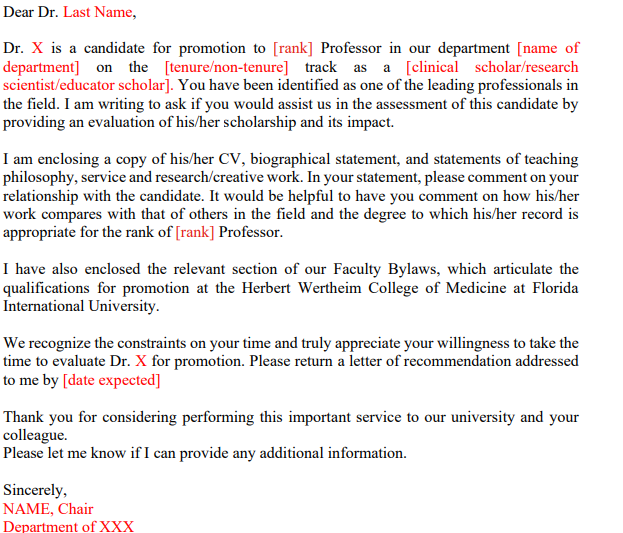 Dear Dr. Last Name,
Dr. X is a candidate for promotion to [rank] Professor in our department [name of
department] on the [tenure/non-tenure] track as a [clinical scholar/research
scientist/educator scholar]. You have been identified as one of the leading professionals in
the field. I am writing to ask if you would assist us in the assessment of this candidate by
providing an evaluation of his/her scholarship and its impact.
I am enclosing a copy of his/her CV, biographical statement, and statements of teaching
philosophy, service and research/creative work. In your statement, please comment on your
relationship with the candidate. It would be helpful to have you comment on how his/her
work compares with that of others in the field and the degree to which his/her record is
appropriate for the rank of [rank] Professor.
I have also enclosed the relevant section of our Faculty Bylaws, which articulate the
qualifications for promotion at the Herbert Wertheim College of Medicine at Florida
International University.
We recognize the constraints on your time and truly appreciate your willingness to take the
time to evaluate Dr. X for promotion. Please return a letter of recommendation addressed
to me by [date expected]
Thank you for considering performing this important service to our university and your
colleague.
Please let me know if I can provide any additional information.
Sincerely,
NAME, Chair
Department of XXX